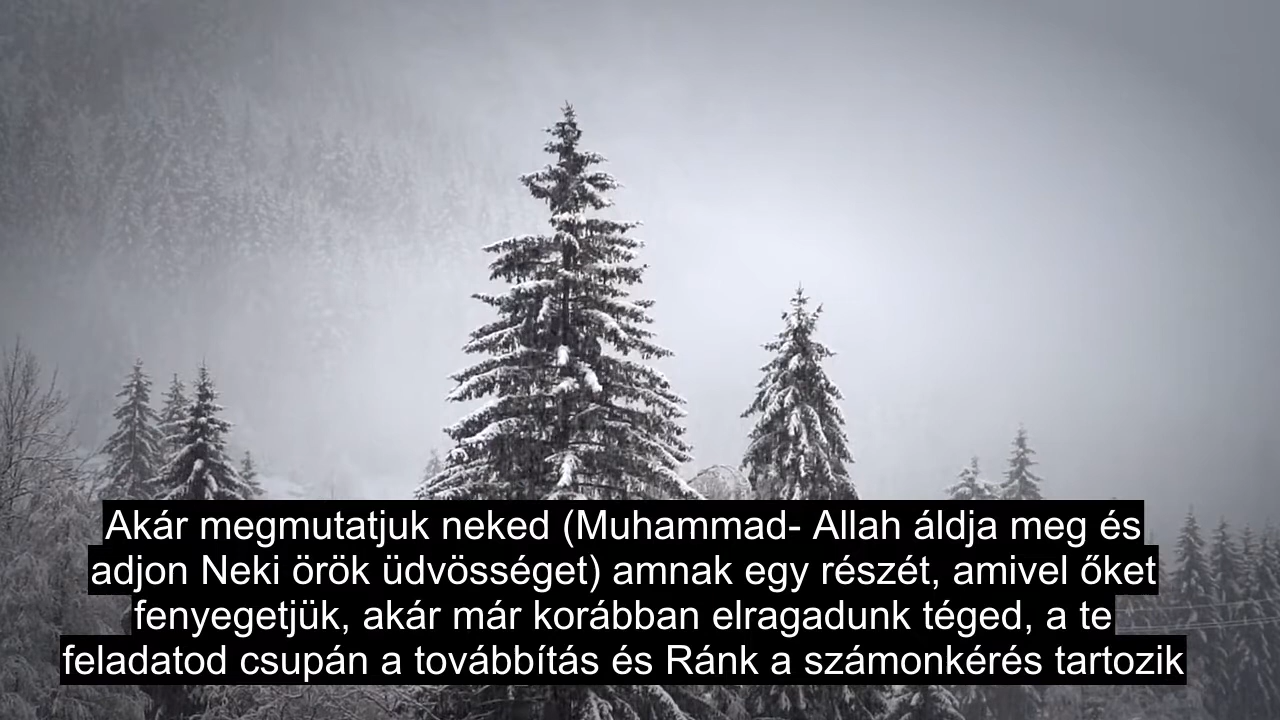 Akár megmutatjuk neked (Muhammad- Allah áldja meg és
adjon Neki örök üdvösséget) amnak egy részét, amivel őket
fenyegetjük, akár már korábban elragadunk téged, a te
feladatod csupán a továbbítás és Ránk a számonkérés tartozik